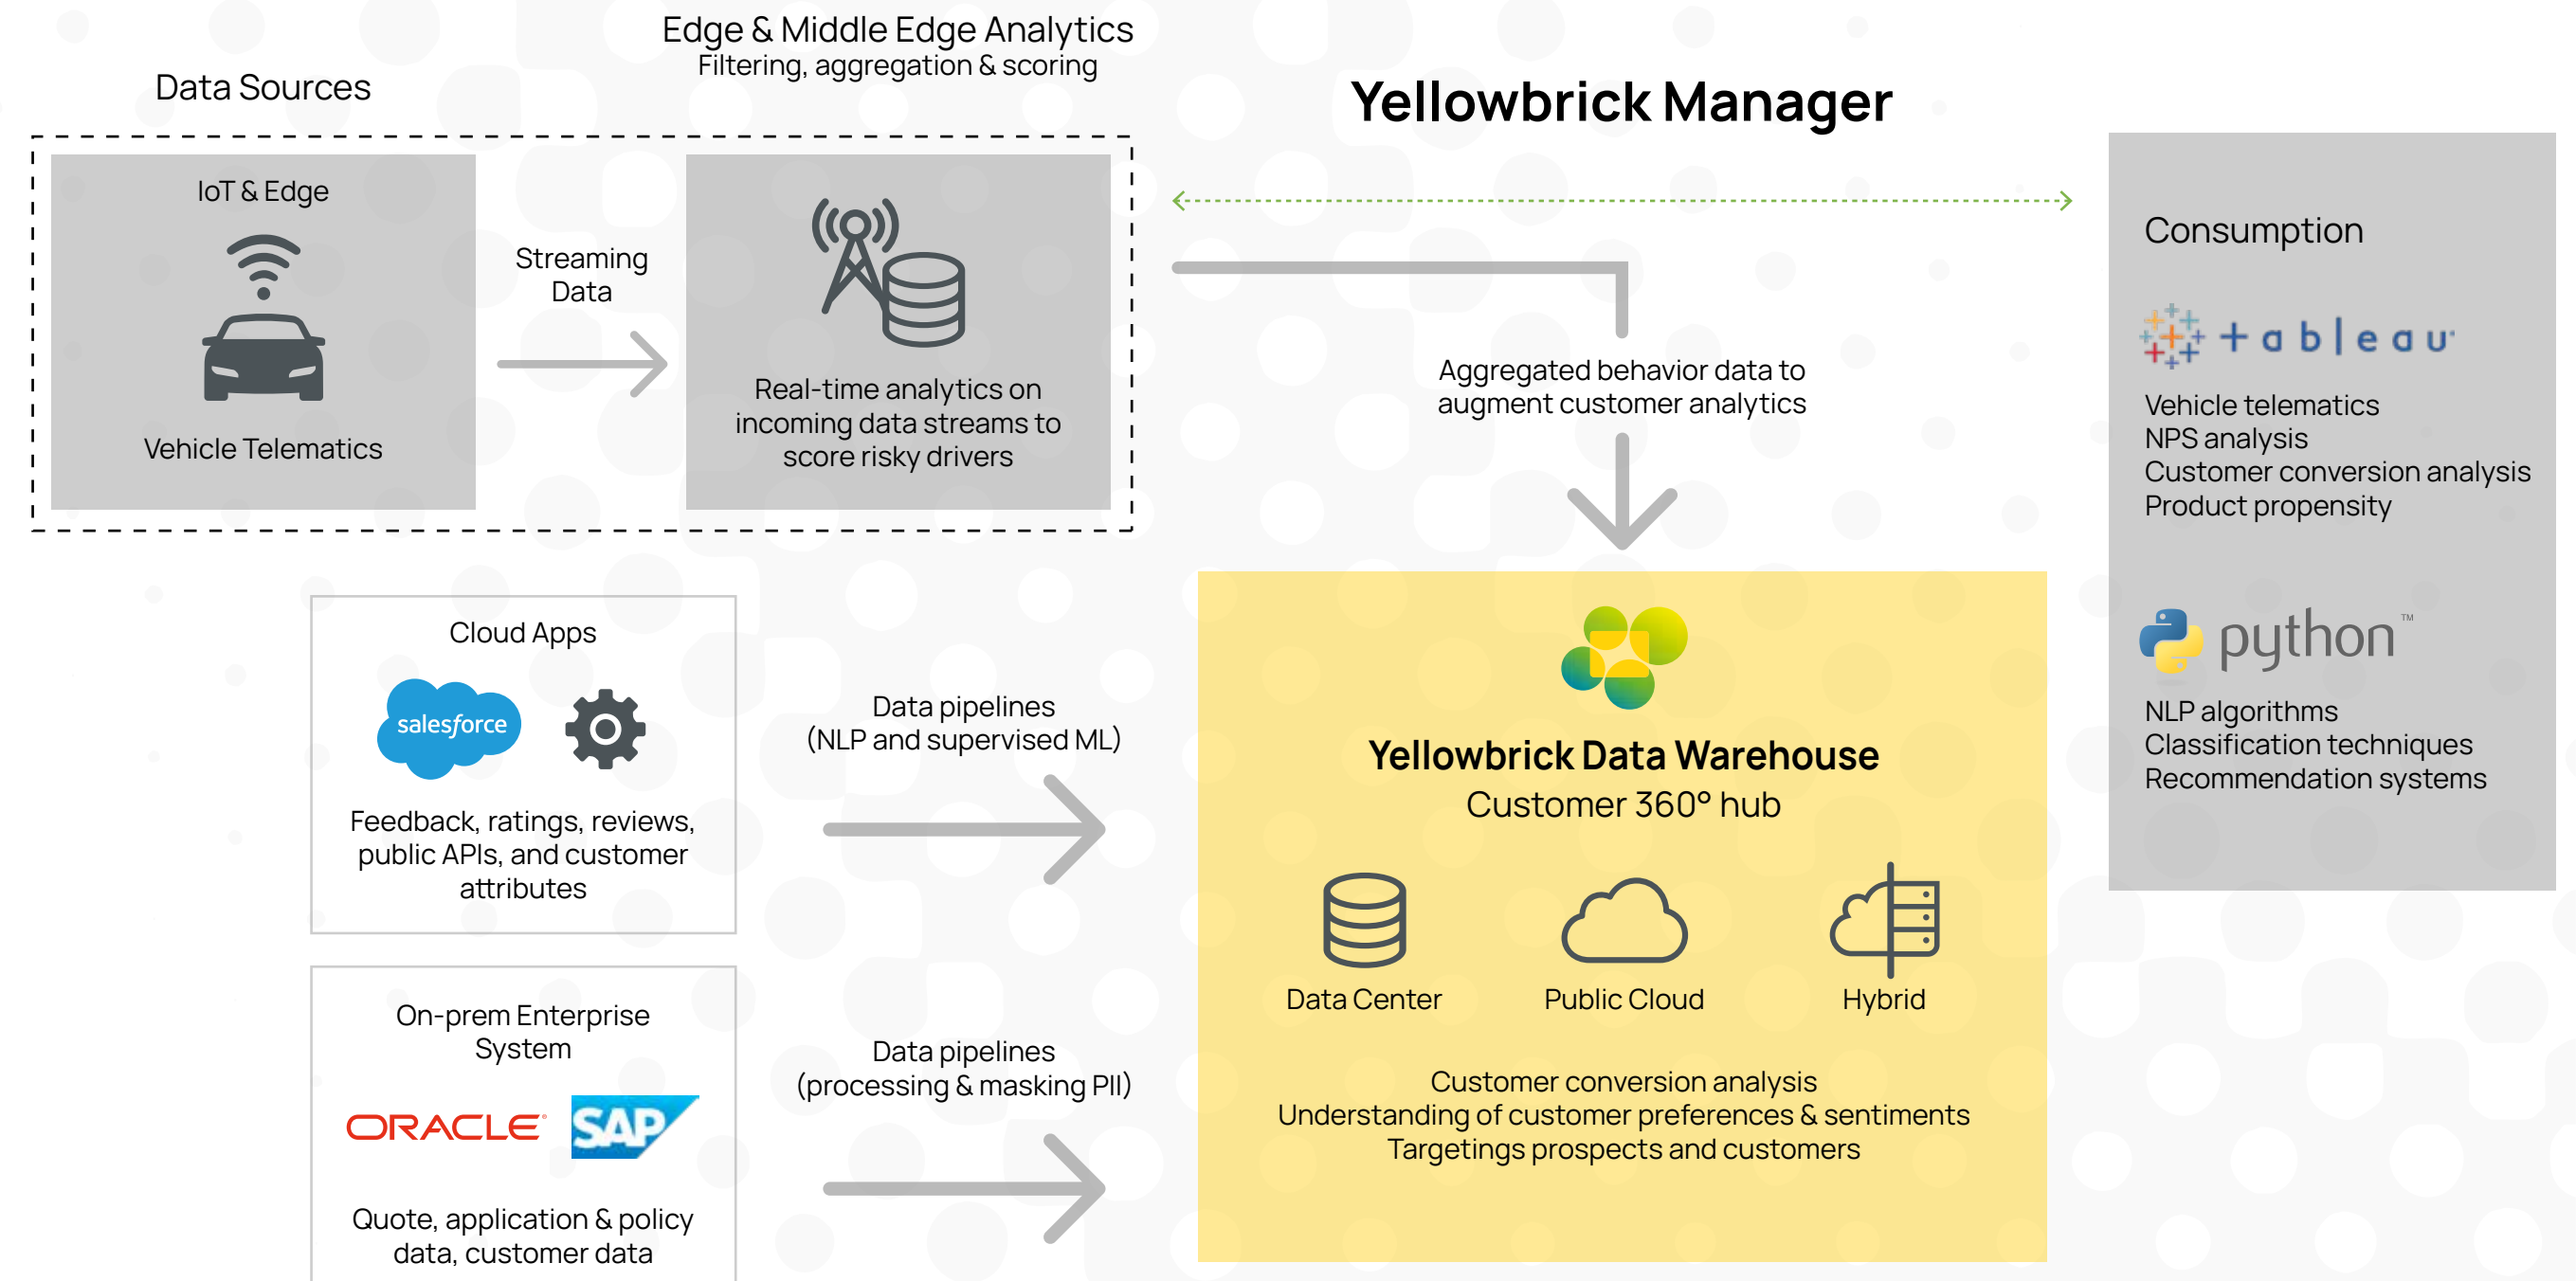 Data Sources
Edge & Middle Edge Analytics
Filtering, aggregation & scoring
Yellowbrick Manager
IoT & Edge
Vehicle Telematics
Streaming
Data
Real-time analytics on
incoming data streams to
score risky drivers
Aggregated behavior data to
augment customer analytics
Cloud Apps
salesforce
Feedback, ratings, reviews,
public APIs, and customer
attributes
Data pipelines
(NLP and supervised ML)
On-prem Enterprise
System
ORACLE® SAP
Quote, application & policy
data, customer data
Data pipelines
(processing & masking PII)
Yellowbrick Data Warehouse
Customer 360° hub
Data Center
Public Cloud
Hybrid
Customer conversion analysis
Understanding of customer preferences & sentiments
Targetings prospects and customers
Consumption
+ableau
Vehicle telematics
NPS analysis
Customer conversion analysis
Product propensity
python™
NLP algorithms
Classification techniques
Recommendation systems